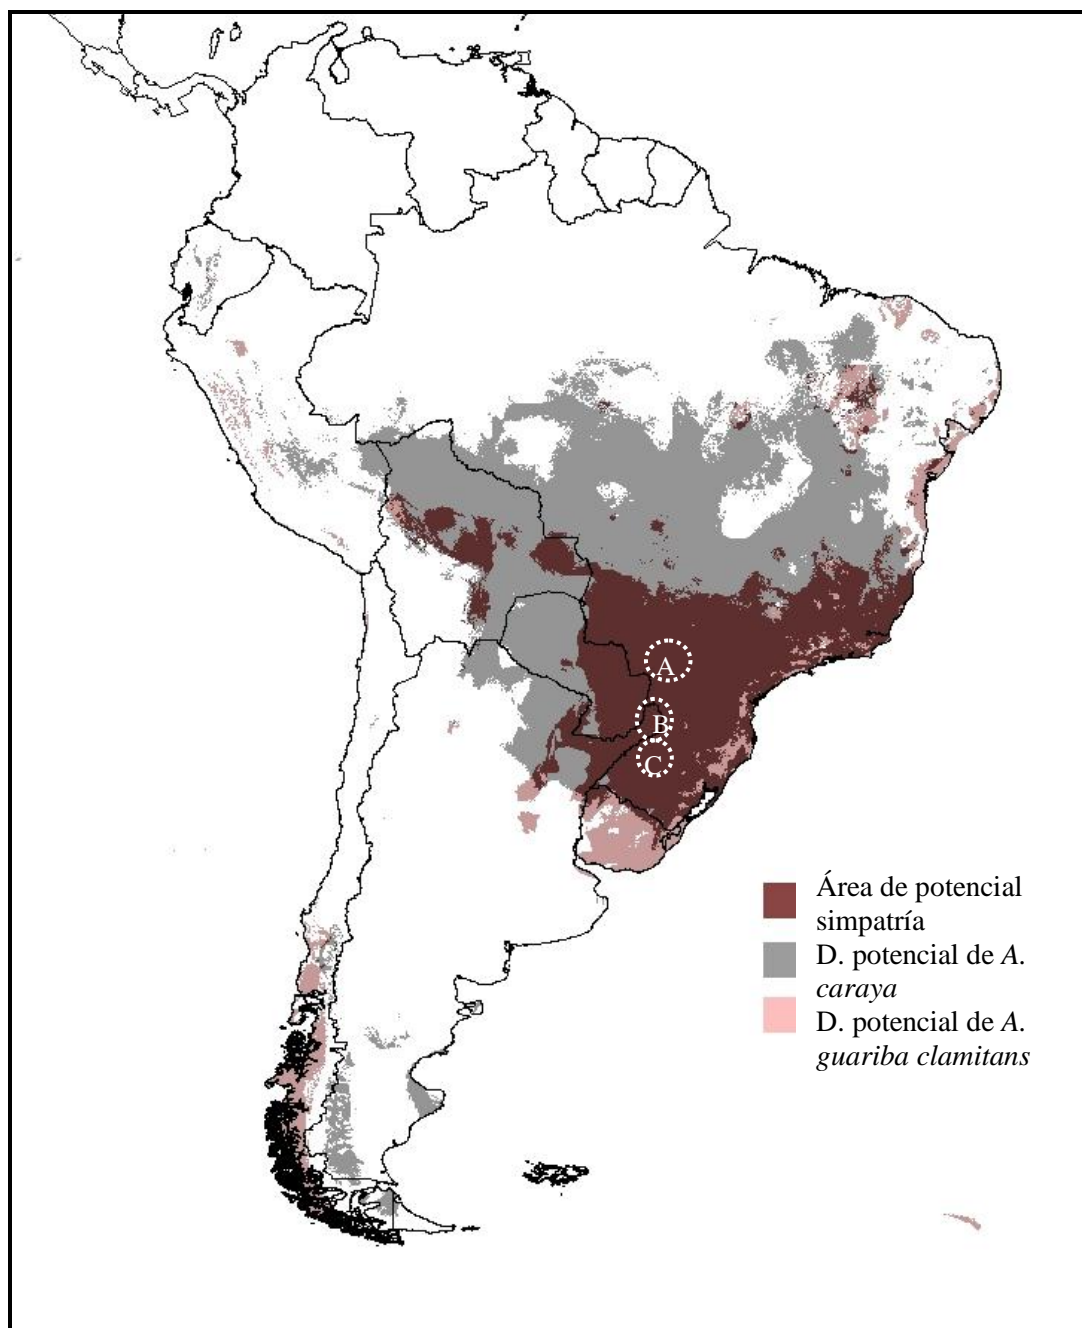 A
B
C
Área de potencial
simpatría
D. potencial de A.
caraya
D. potencial de A.
guariba clamitans